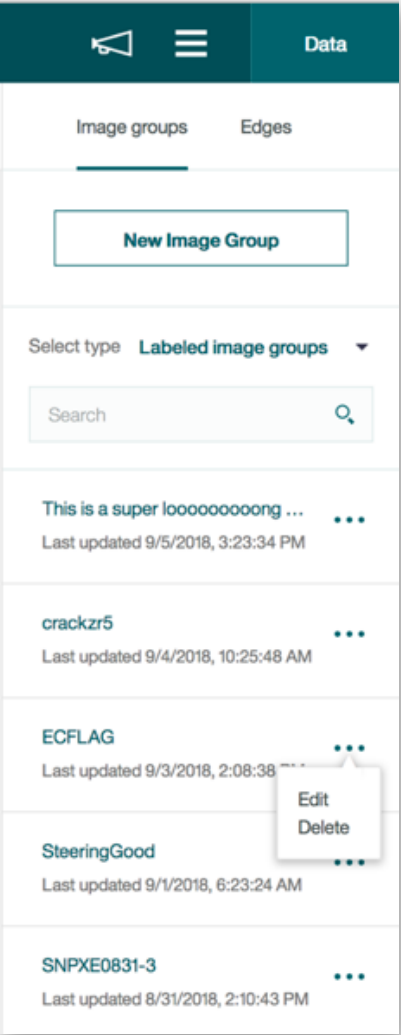 Data
Image groups Edges
New Image Group
Select type Labeled image groups
Search
This is a super looooooooong ...
Last updated 9/5/2018, 3:23:34 PM
crackzr5
Last updated 9/4/2018, 10:25:48 AM
ECFLAG
Last updated 9/3/2018, 2:08:38
Edit
Delete
SteeringGood
Last updated 9/1/2018, 6:23:24 AM
SNPXE0831-3
Last updated 8/31/2018, 2:10:43 PM